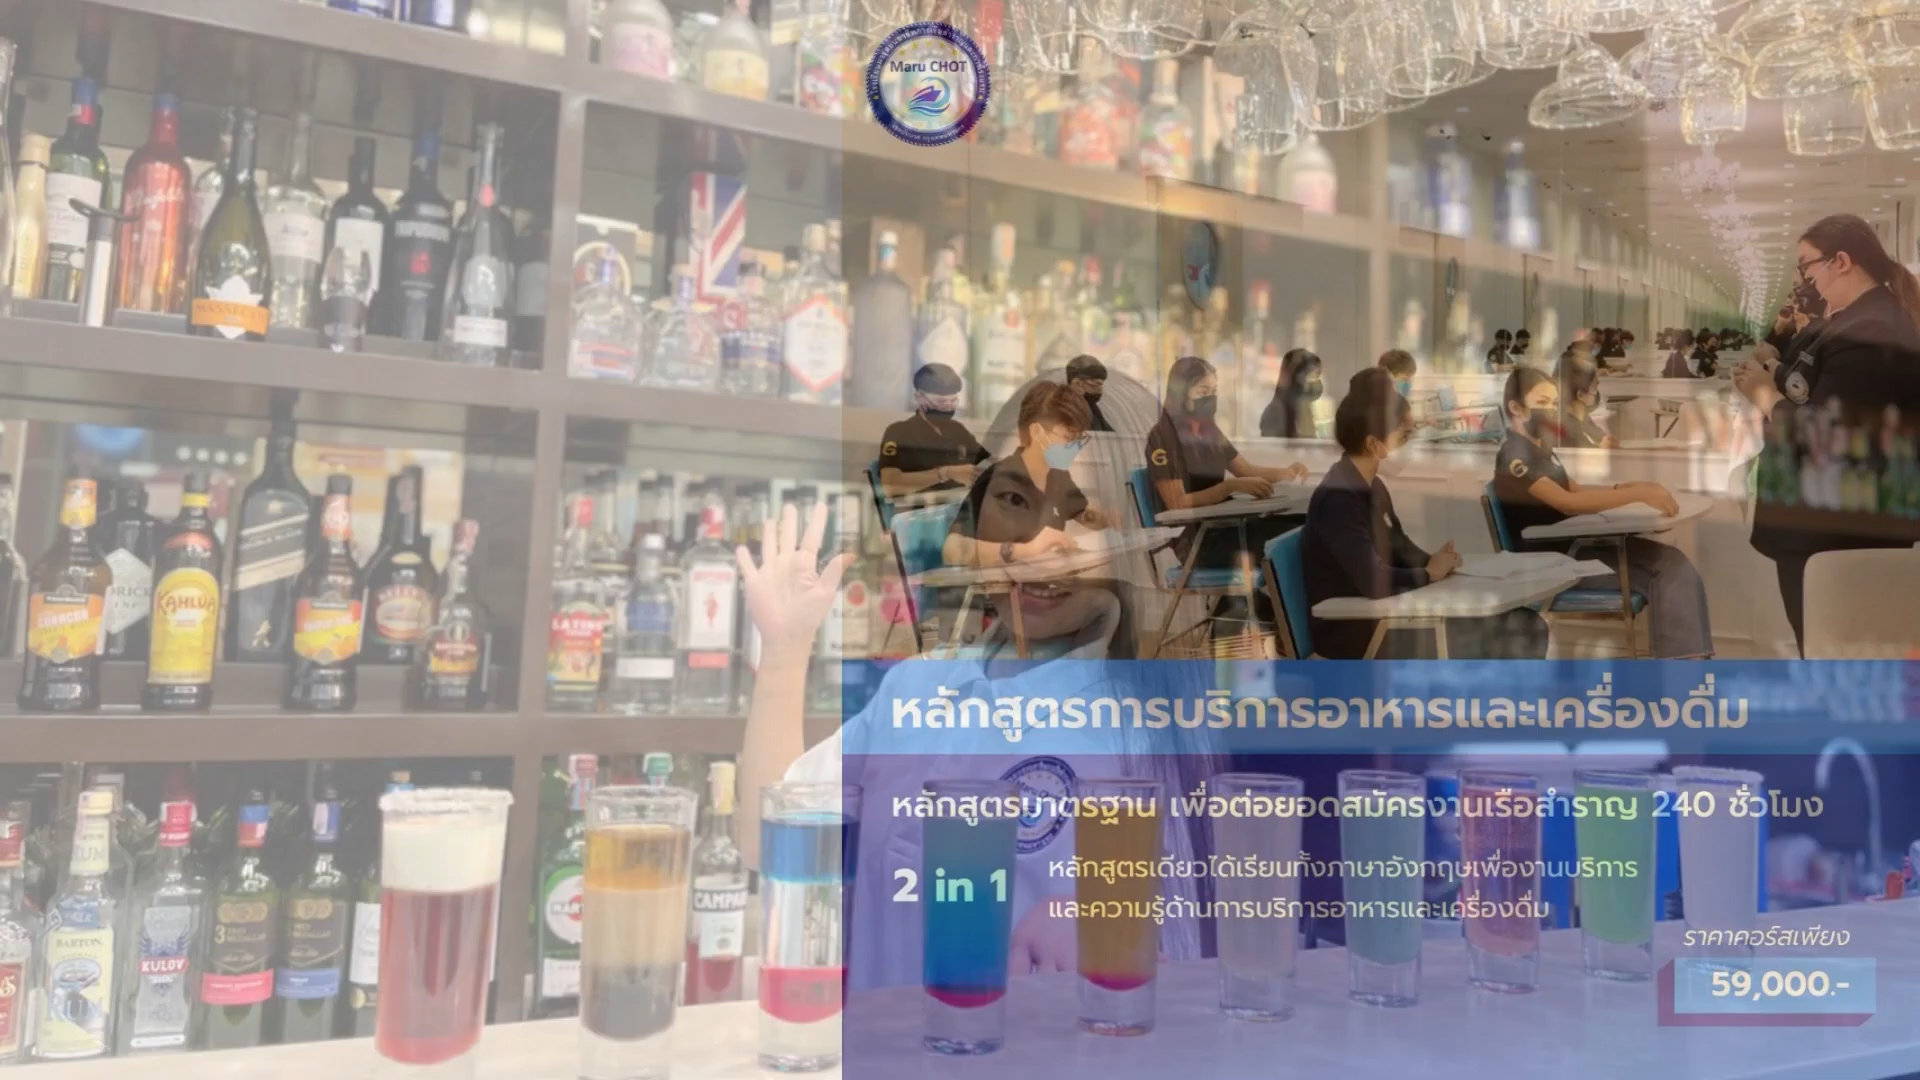 Maru CHOT
หลักสูตรการบริการอาหารและเครื่องดื่ม
หลักสูตรมาตรฐาน เพื่อต่อยอดสมัครงานเรือสำราญ 240 ชั่วโมง
2 in 1
หลักสูตรเดียวได้เรียนทั้งภาษาอังกฤษเพื่องานบริการ
และความรู้ด้านการบริการอาหารและเครื่องดื่ม
ราคาคอร์สเพียง
59,000.-
KAHLUA
CURACAO
BARTON
RUM
KULOV
CAMPARI